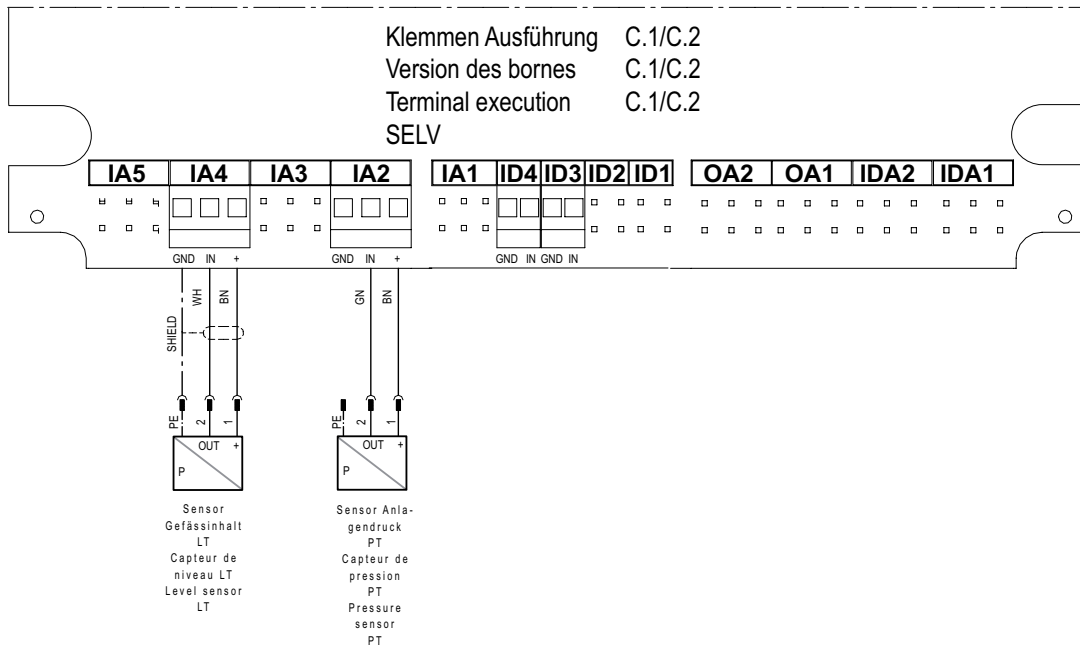 Klemmen Ausführung C.1/C.2
Version des bornes C.1/C.2
Terminal execution C.1/C.2
SELV
IA5 IA4 IA3 IA2 IA1 ID4 ID3 ID2 ID1 OA2 OA1 IDA2 IDA1
GND IN + GND IN + GND IN GND IN
SHIELD WH BN GN BN
PE 2 1 PE 2 1
OUT +
P
OUT +
P
Sensor
Gefässinhalt
LT
Capteur de
niveau LT
Level sensor
LT
Sensor Anla-
gendruck
PT
Capteur de
pression
PT
Pressure
sensor
PT